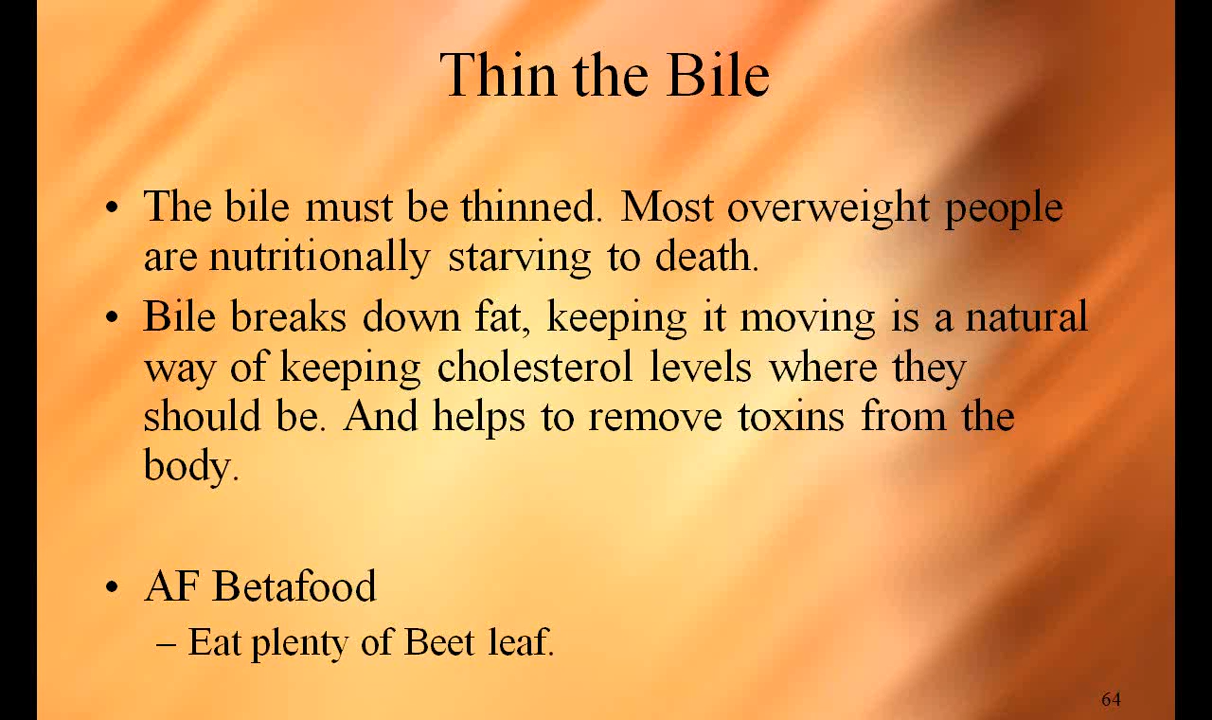 Thin the Bile
• The bile must be thinned. Most overweight people
are nutritionally starving to death.
• Bile breaks down fat, keeping it moving is a natural
way of keeping cholesterol levels where they
should be. And helps to remove toxins from the
body.
• AF Betafood
– Eat plenty of Beet leaf.
64